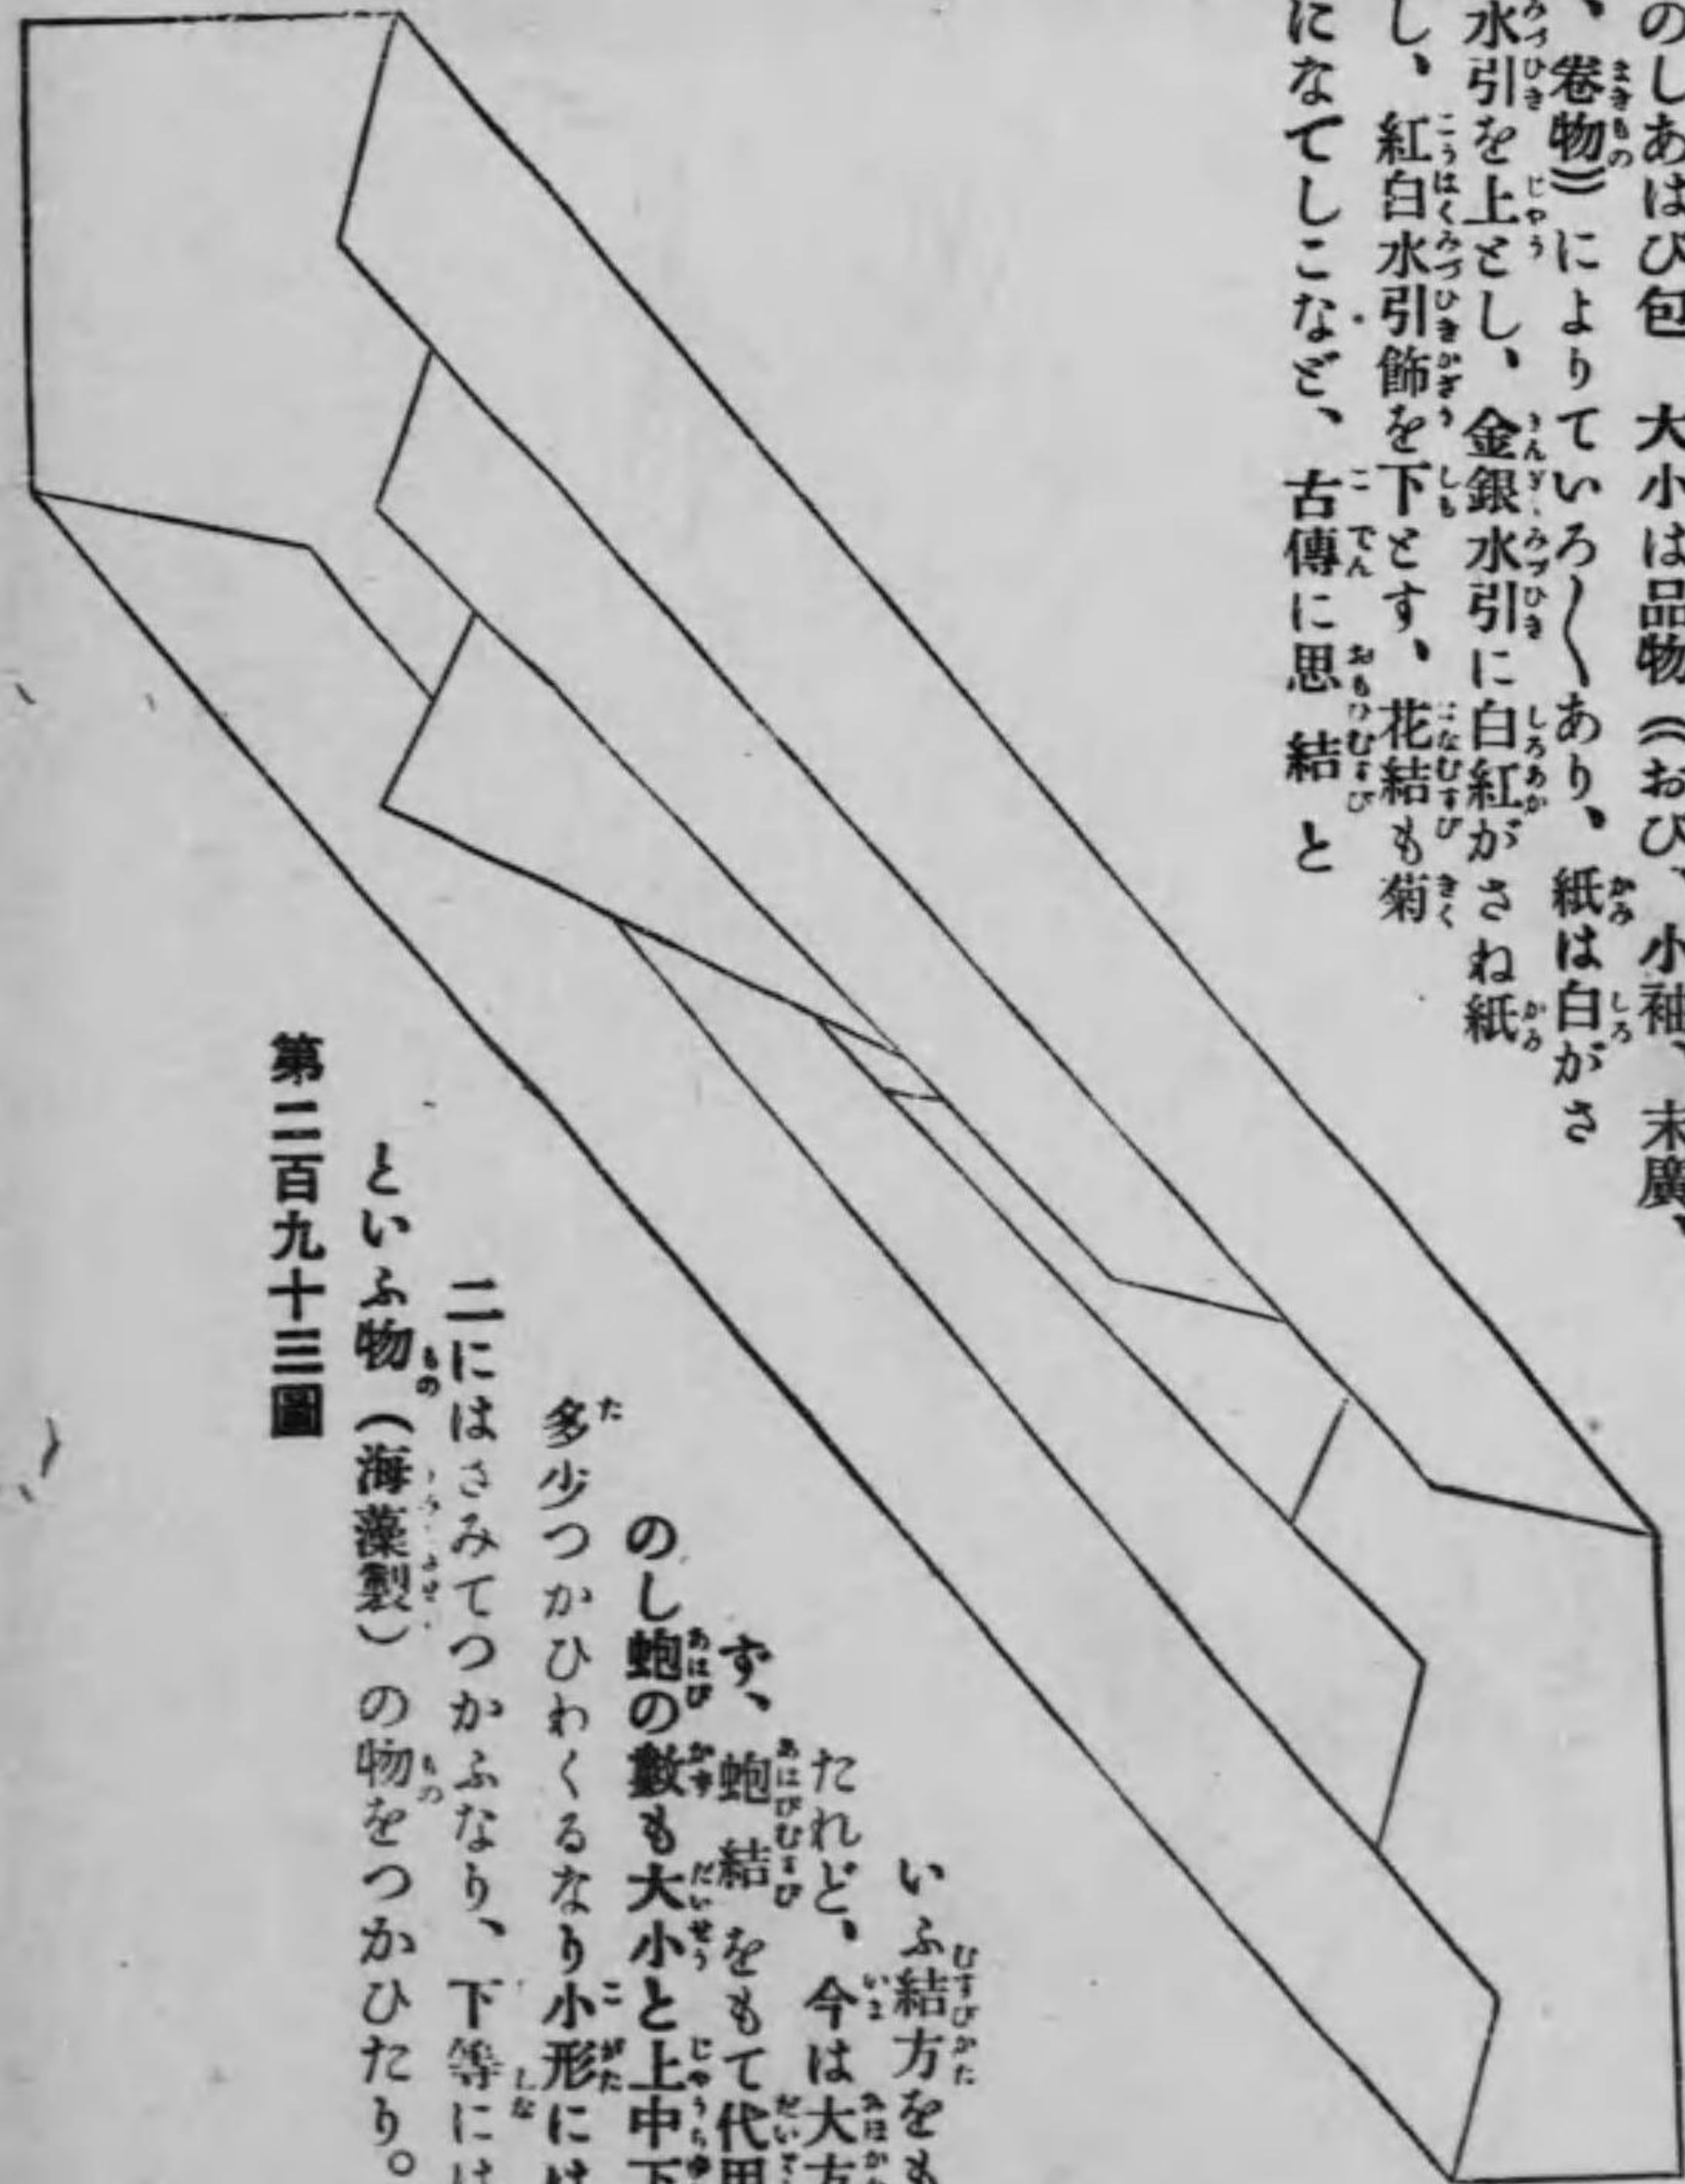 のしあはび包　大小は品物（おび、小袖、末廣、
、卷物）によりていろ〱あり、紙は白がさ
水引を上とし、金銀水引に白紅がさね紙
し、紅白水引飾を下とす、花結も菊
になてしこなど、古傳に思結と
いふ結方をも
たれど、今は大方
ず、蚫結をもて代用
のし蚫の數も大小と上中下
多少つかひわくるなり小形には
二にはさみてつかふなり、下等には
といふ物（海藻製）の物をつかひたり。
第二百九十三圖